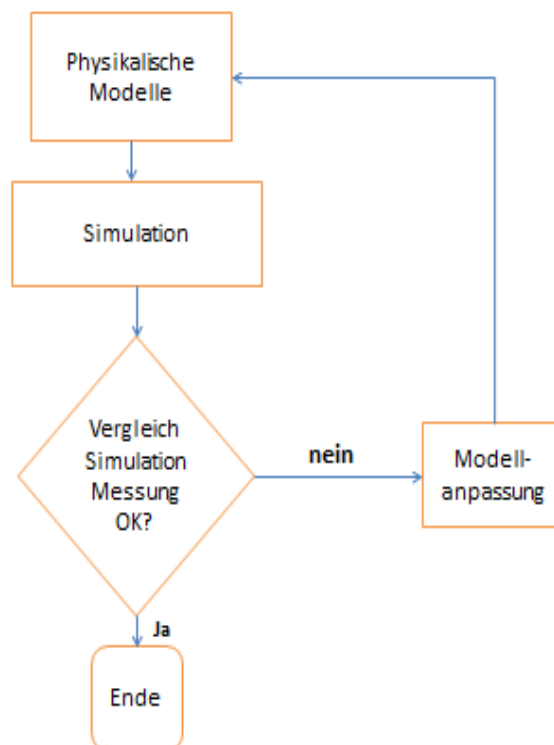 Physikalische
Modelle
Simulation
Vergleich
Simulation
Messung
OK?
nein
Modell-
anpassung
Ja
Ende